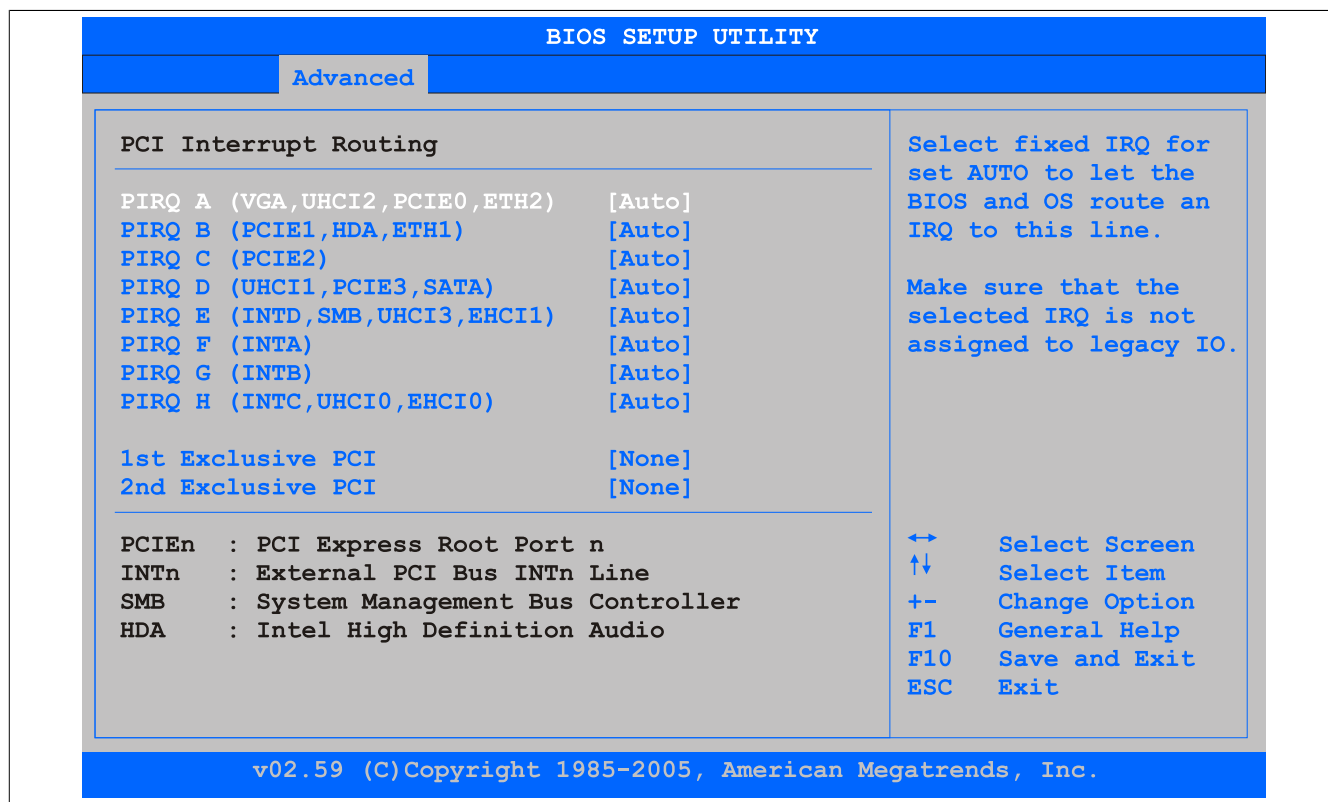 BIOS SETUP UTILITY
Advanced
PCI Interrupt Routing
PIRQ A (VGA,UHCI2,PCIE0,ETH2) [Auto]
PIRQ B (PCIE1,HDA,ETH1) [Auto]
PIRQ C (PCIE2) [Auto]
PIRQ D (UHCI1,PCIE3,SATA) [Auto]
PIRQ E (INTD,SMB,UHCI3,EHCI1) [Auto]
PIRQ F (INTA) [Auto]
PIRQ G (INTB) [Auto]
PIRQ H (INTC,UHCI0,EHCI0) [Auto]
1st Exclusive PCI [None]
2nd Exclusive PCI [None]
PCIEn : PCI Express Root Port n
INTn : External PCI Bus INTn Line
SMB : System Management Bus Controller
HDA : Intel High Definition Audio
Select fixed IRQ for
set AUTO to let the
BIOS and OS route an
IRQ to this line.
Make sure that the
selected IRQ is not
assigned to legacy IO.
↔ Select Screen
↑↓ Select Item
+- Change Option
F1 General Help
F10 Save and Exit
ESC Exit
v02.59 (C)Copyright 1985-2005, American Megatrends, Inc.